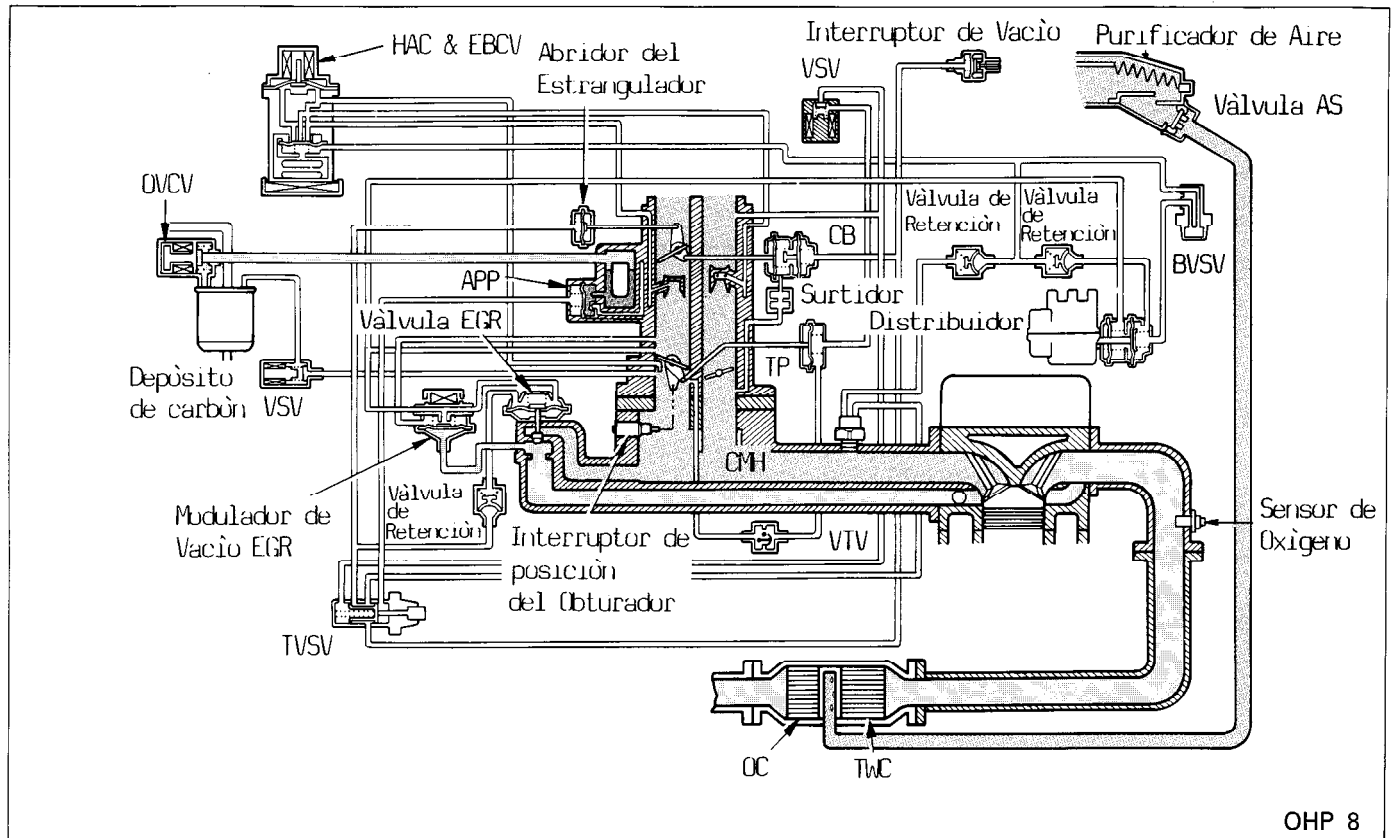 HAC & EBCV
Abridor del
Estrangulador
Interruptor de Vacìo
VSV
Purificador de Aire
Vàlvula AS
OVCV
Vàlvula de
Retenciòn
Vàlvula
de
Retenciòn
CB
BVSV
APP
Surtidor
Vàlvula EGR
Distribuidor
TP
Depòsito
de carbòn
VSV
CMH
Vàlvula
de
Retenciòn
Modulador de
Vacìo EGR
Interruptor de
posiciòn
del Obturador
VTV
Sensor de
Oxìgeno
TVSV
OC
TWC
OHP 8